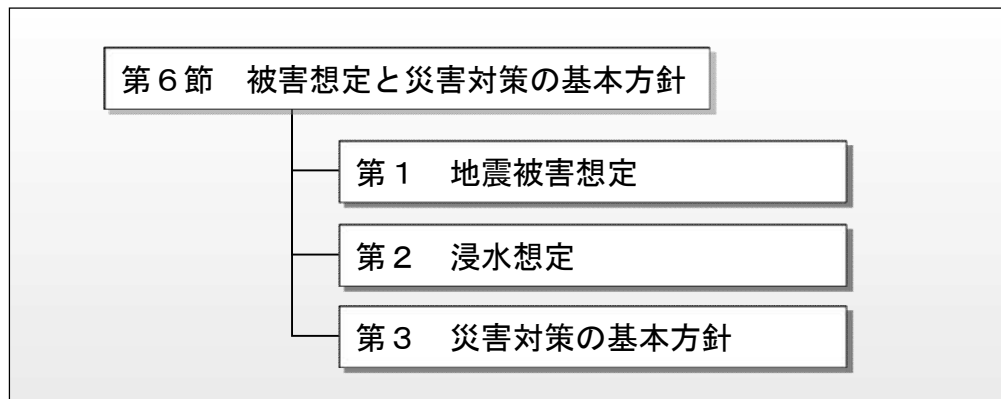 第６節　被害想定と災害対策の基本方針
第１　地震被害想定
第２　浸水想定
第３　災害対策の基本方針